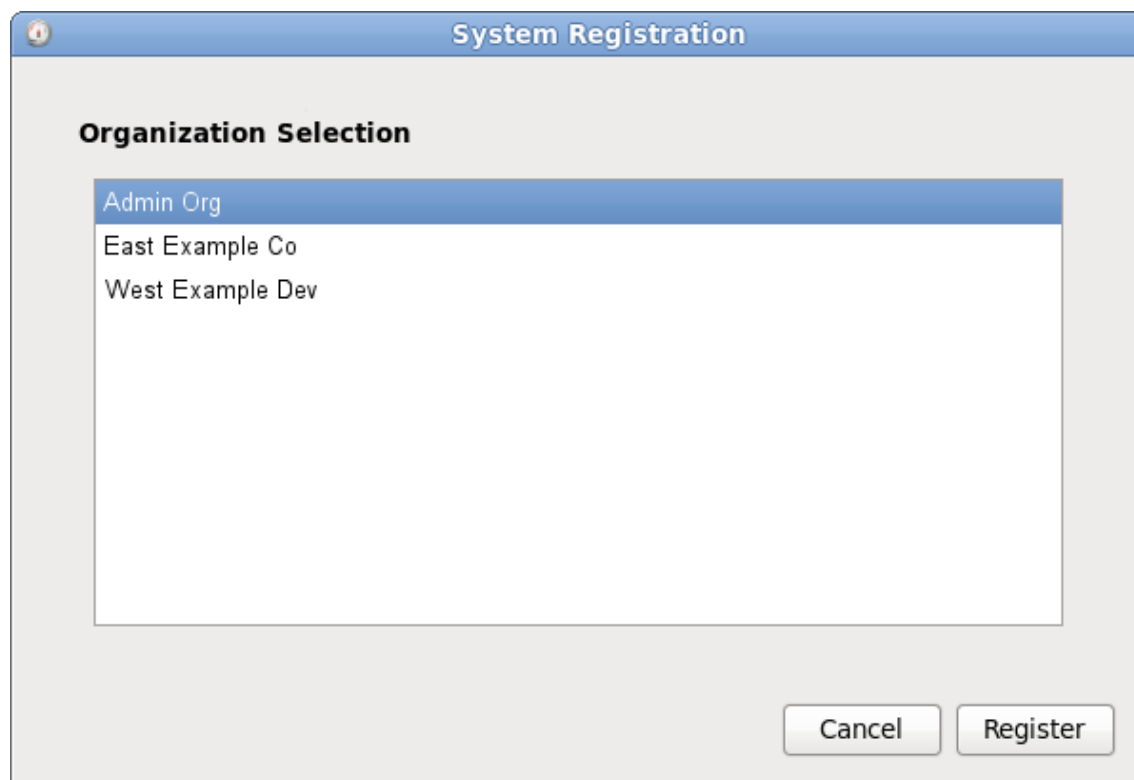 System Registration
Organization Selection
Admin Org
East Example Co
West Example Dev
Cancel Register